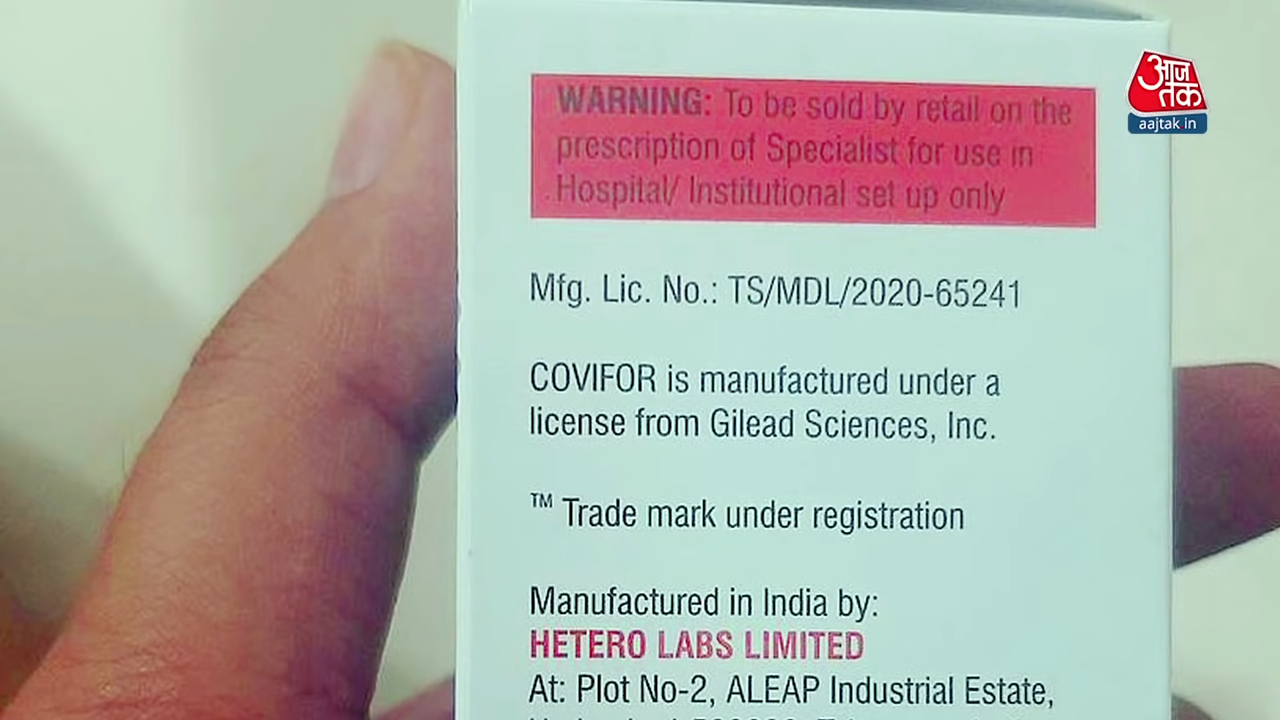 आज
तक
aajtak.in
WARNING: To be sold by retail on the
prescription of Specialist for use in
Hospital/ Institutional set up only
Mfg. Lic. No.: TS/MDL/2020-65241
COVIFOR is manufactured under a
license from Gilead Sciences, Inc.
™ Trade mark under registration
Manufactured in India by:
HETERO LABS LIMITED
At: Plot No-2, ALEAP Industrial Estate,